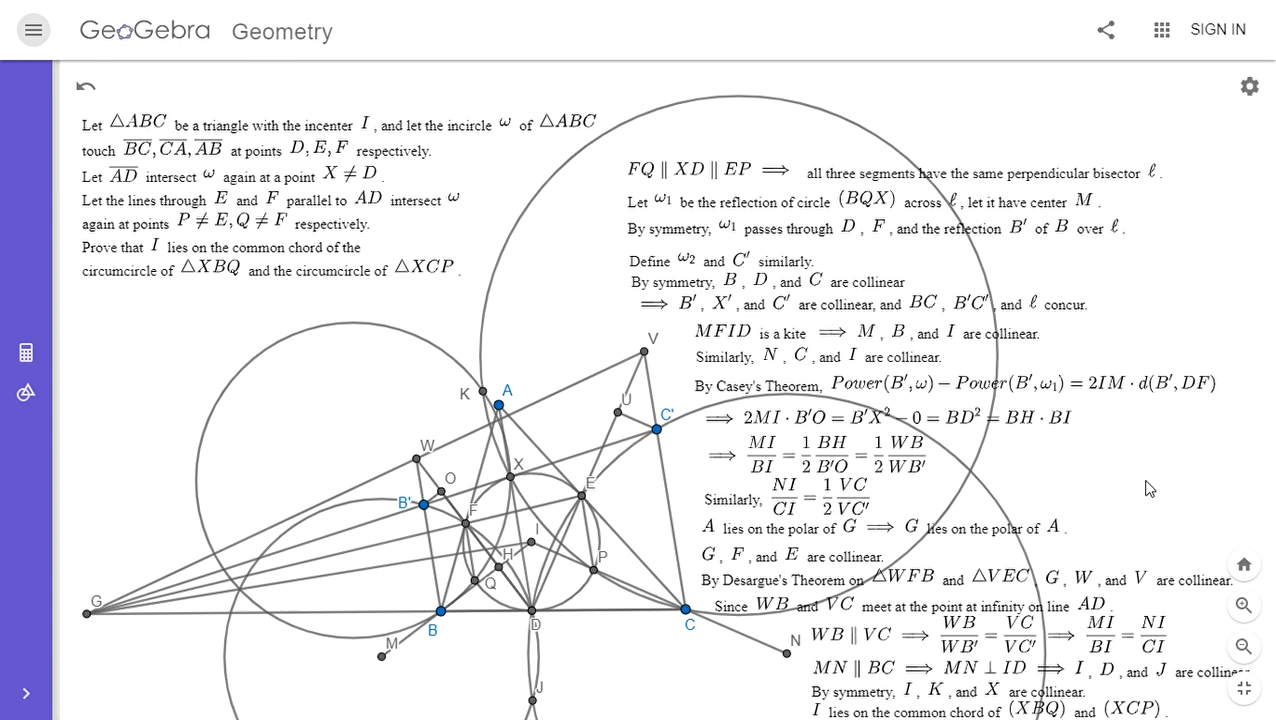 GeoGebra Geometry
SIGN IN
Let △ABC be a triangle with the incenter I , and let the incircle ω of △ABC
touch B̅C̅, C̅A̅, A̅B̅ at points D, E, F respectively.
Let A̅D̅ intersect ω again at a point X ≠ D .
Let the lines through E and F parallel to AD intersect ω
again at points P ≠ E, Q ≠ F respectively.
Prove that I lies on the common chord of the
circumcircle of △XBQ and the circumcircle of △XCP .
FQ ∥ XD ∥ EP ⟹ all three segments have the same perpendicular bisector ℓ .
Let ω₁ be the reflection of circle (BQX) across ℓ , let it have center M .
By symmetry, ω₁ passes through D , F , and the reflection B' of B over ℓ .
Define ω₂ and C' similarly.
By symmetry, B , D , and C are collinear
⟹ B' , X' , and C' are collinear, and BC , B'C' , and ℓ concur.
MFID is a kite ⟹ M , B , and I are collinear.
Similarly, N , C , and I are collinear.
By Casey's Theorem, Power(B', ω) − Power(B', ω₁) = 2IM · d(B', DF)
⟹ 2MI · B'O = B'X² − 0 = BD² = BH · BI
⟹ MI/BI = 1/2 BH/B'O = 1/2 WB/WB'
Similarly, NI/CI = 1/2 VC/VC'
A lies on the polar of G ⟹ G lies on the polar of A .
G , F , and E are collinear.
By Desargue's Theorem on △WFB and △VEC , G , W , and V are collinear.
Since WB and VC meet at the point at infinity on line AD .
WB ∥ VC ⟹ WB/WB' = VC/VC' ⟹ MI/BI = NI/CI
MN ∥ BC ⟹ MN ⊥ ID ⟹ I , D , and J are collinear
By symmetry, I , K , and X are collinear.
I lies on the common chord of (XBQ) and (XCP) .
V
K
A
U
C'
W
X
O
E
B'
F
I
H
P
Q
G
B
D
C
M
N
J